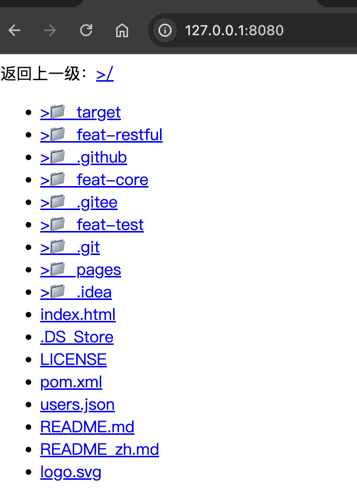 127.0.0.1:8080
返回上一级：>/
>📁 target
>📁 feat-restful
>📁 .github
>📁 feat-core
>📁 .gitee
>📁 feat-test
>📁 .git
>📁 pages
>📁 .idea
index.html
.DS_Store
LICENSE
pom.xml
users.json
README.md
README_zh.md
logo.svg